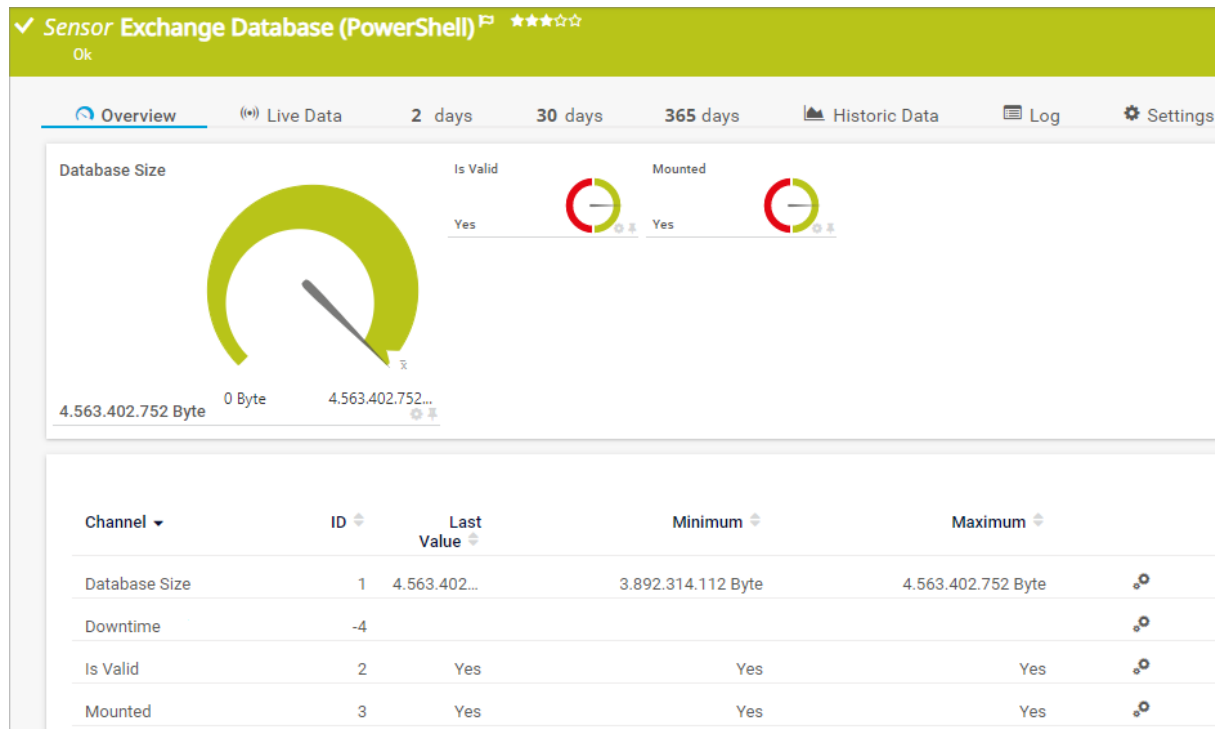 Sensor Exchange Database (PowerShell)
Ok
Overview Live Data 2 days 30 days 365 days Historic Data Log Settings
Database Size
0 Byte 4.563.402.752...
4.563.402.752 Byte
x̄
Is Valid
Yes
Mounted
Yes
Channel ID Last Value Minimum Maximum
Database Size 1 4.563.402... 3.892.314.112 Byte 4.563.402.752 Byte
Downtime -4
Is Valid 2 Yes Yes Yes
Mounted 3 Yes Yes Yes